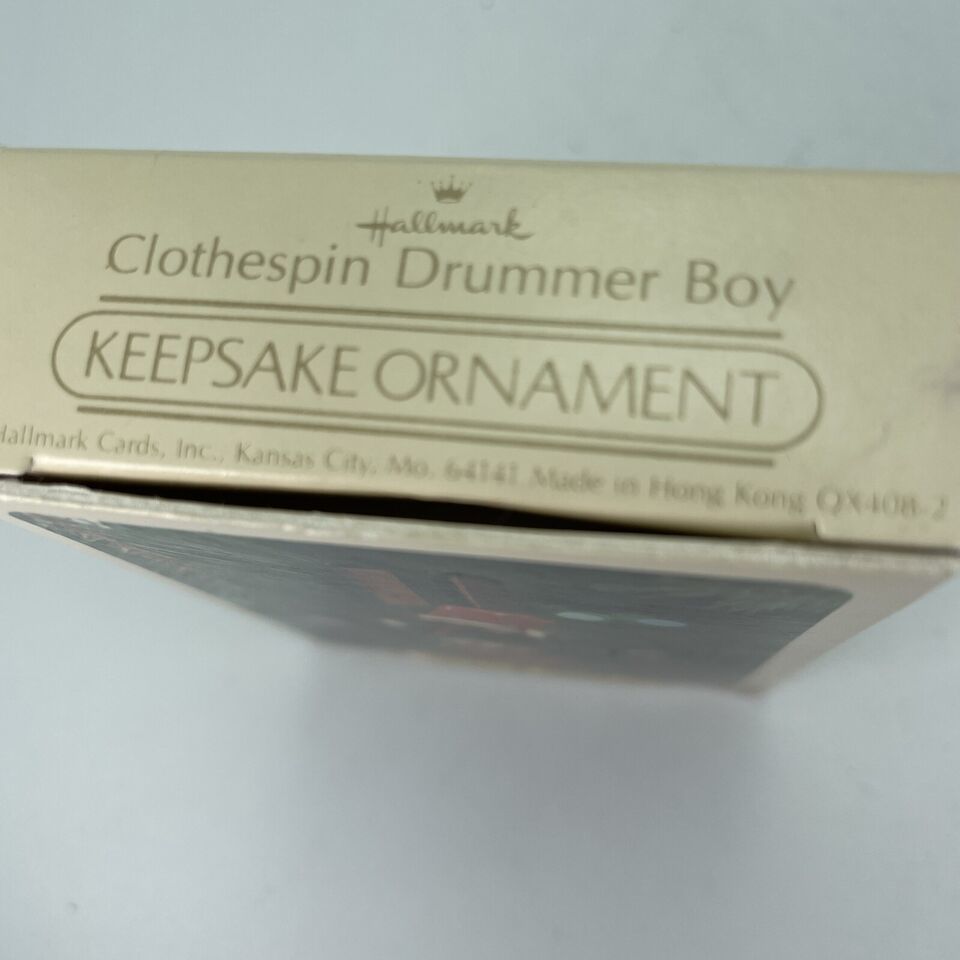 Hallmark
Clothespin Drummer Boy
KEEPSAKE ORNAMENT
Hallmark Cards, Inc., Kansas City, Mo. 64141 Made in Hong Kong QX408-2